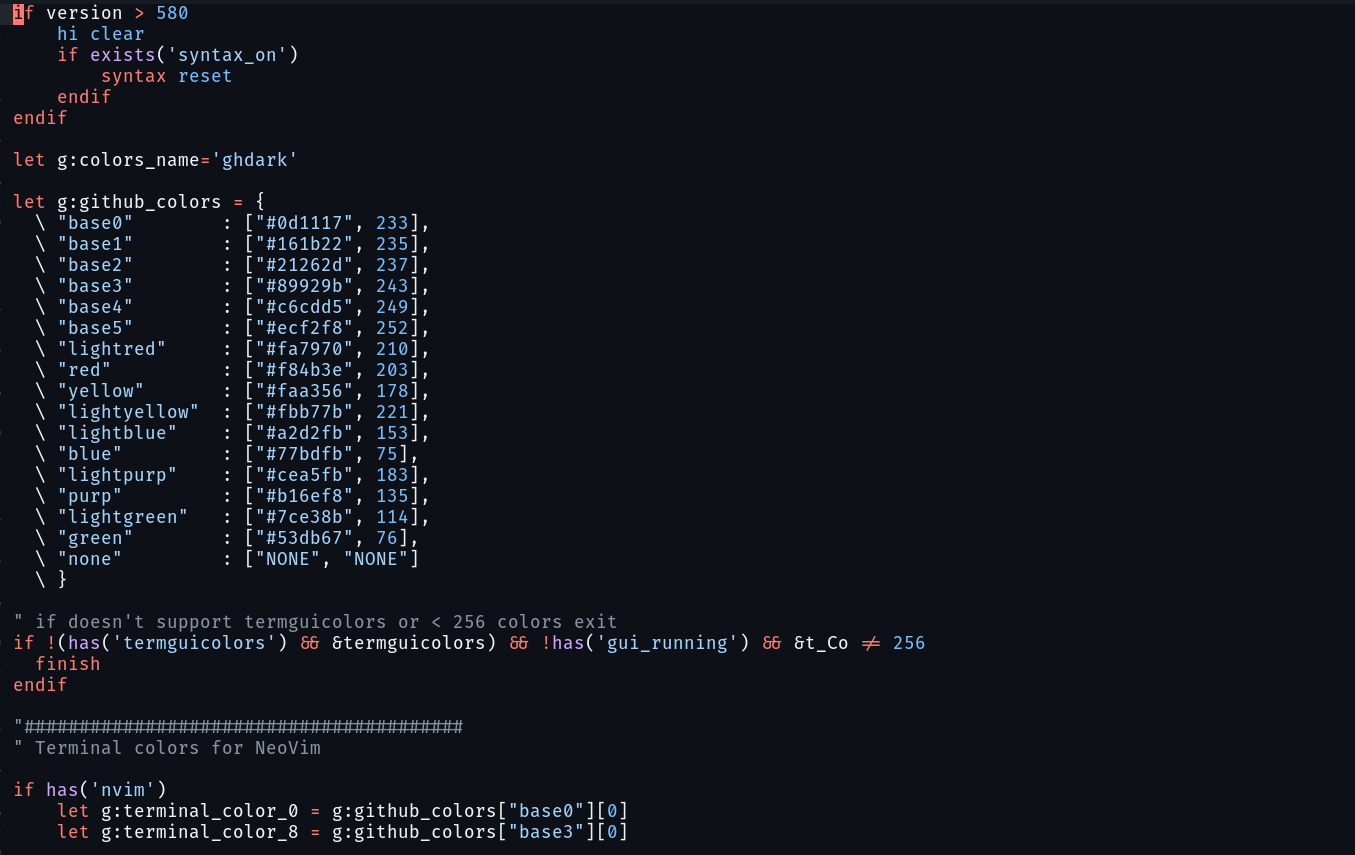 if version > 580
    hi clear
    if exists('syntax_on')
        syntax reset
    endif
endif

let g:colors_name='ghdark'

let g:github_colors = {
  \ "base0"        : ["#0d1117", 233],
  \ "base1"        : ["#161b22", 235],
  \ "base2"        : ["#21262d", 237],
  \ "base3"        : ["#89929b", 243],
  \ "base4"        : ["#c6cdd5", 249],
  \ "base5"        : ["#ecf2f8", 252],
  \ "lightred"     : ["#fa7970", 210],
  \ "red"          : ["#f84b3e", 203],
  \ "yellow"       : ["#faa356", 178],
  \ "lightyellow"  : ["#fbb77b", 221],
  \ "lightblue"    : ["#a2d2fb", 153],
  \ "blue"         : ["#77bdfb", 75],
  \ "lightpurp"    : ["#cea5fb", 183],
  \ "purp"         : ["#b16ef8", 135],
  \ "lightgreen"   : ["#7ce38b", 114],
  \ "green"        : ["#53db67", 76],
  \ "none"         : ["NONE", "NONE"]
  \ }

" if doesn't support termguicolors or < 256 colors exit
if !(has('termguicolors') && &termguicolors) && !has('gui_running') && &t_Co != 256
  finish
endif

"########################################
" Terminal colors for NeoVim

if has('nvim')
    let g:terminal_color_0 = g:github_colors["base0"][0]
    let g:terminal_color_8 = g:github_colors["base3"][0]